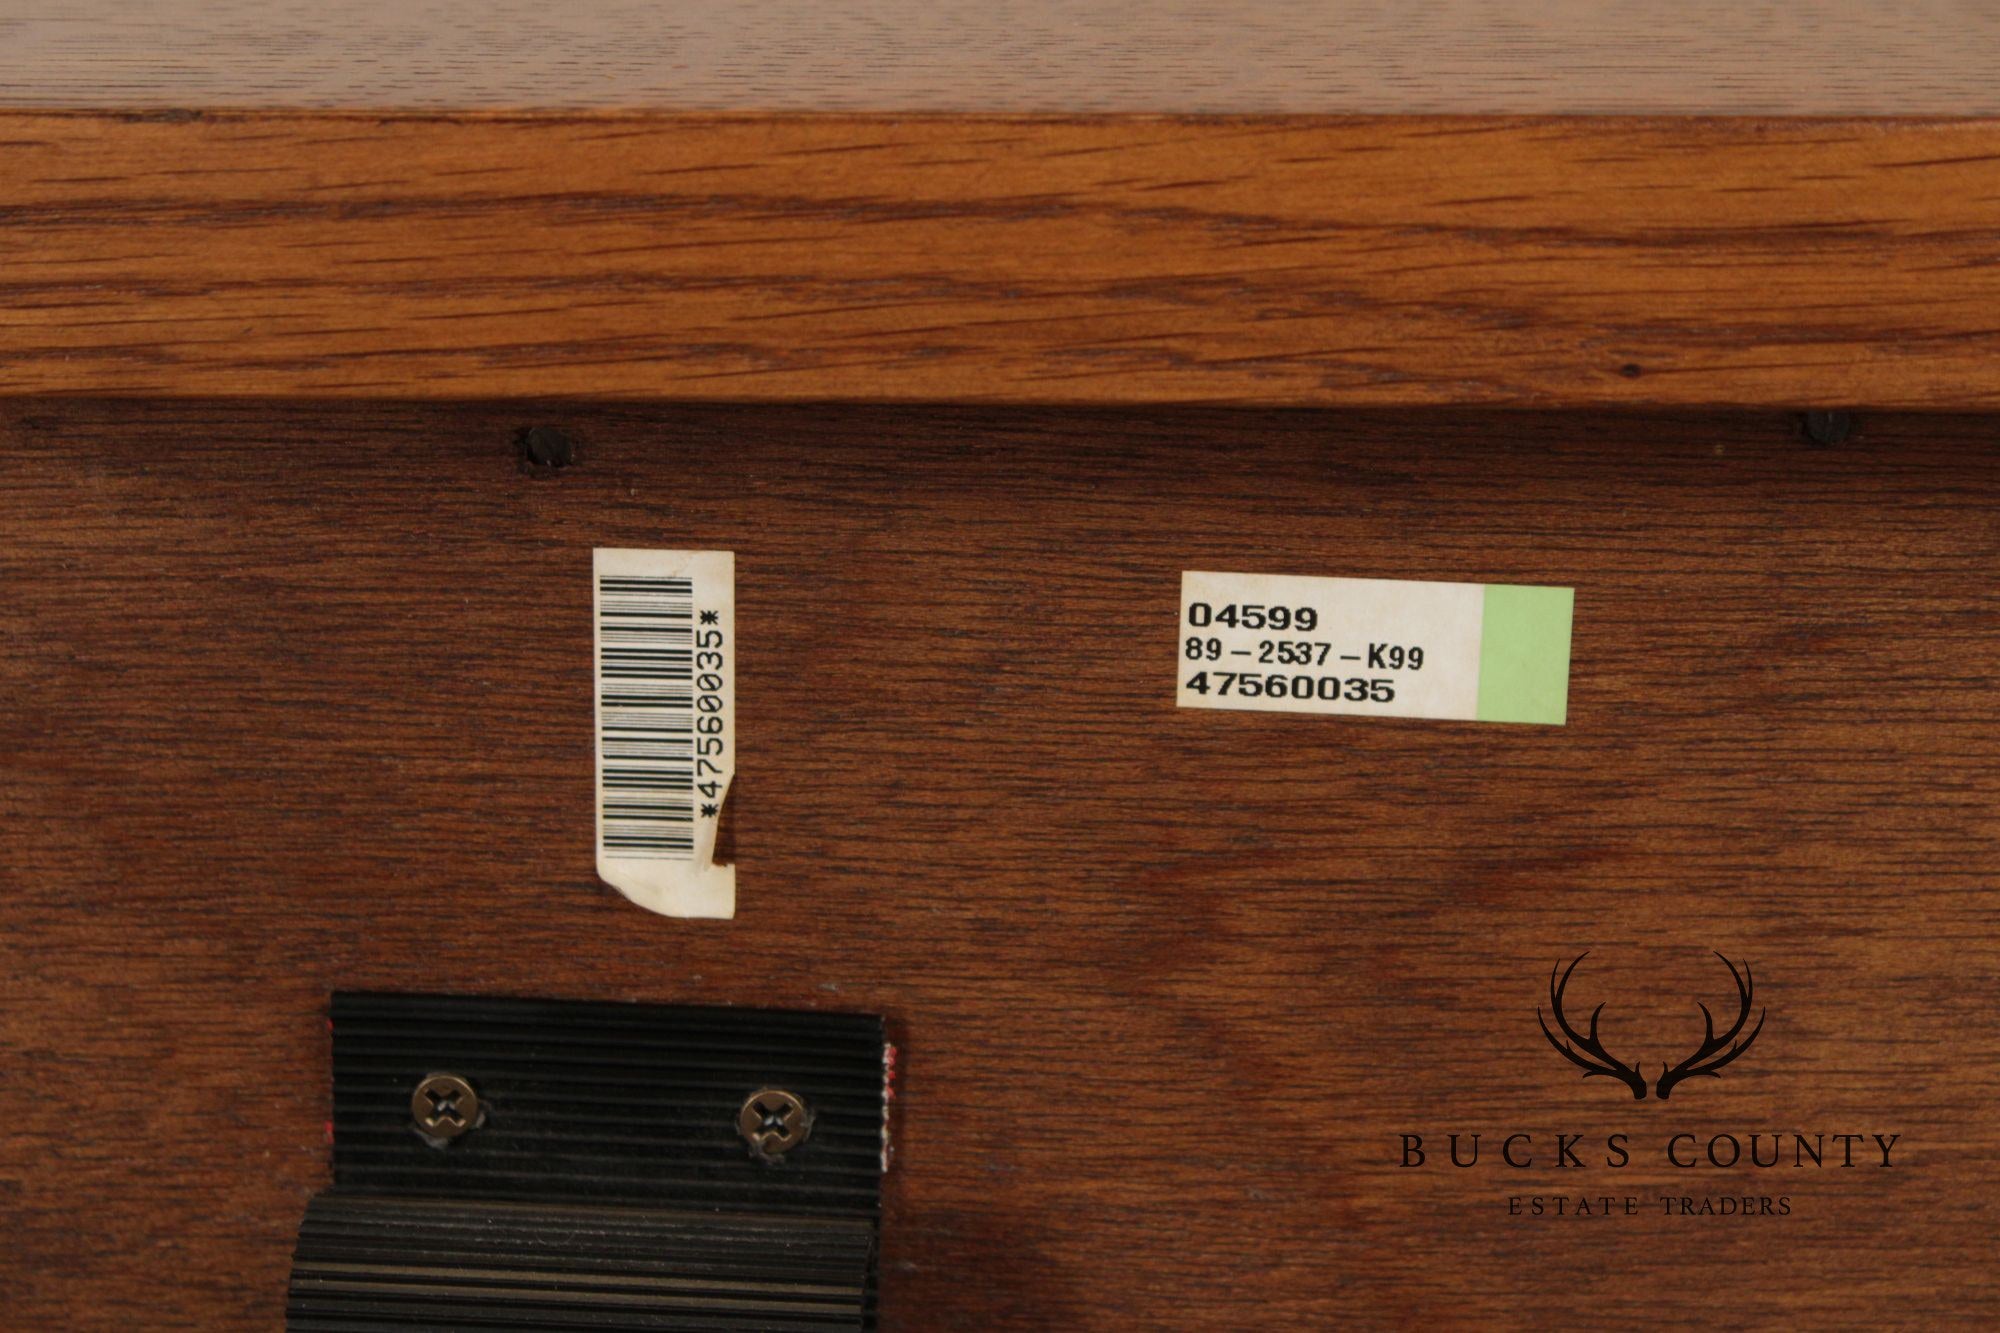 *47560035*
04599
89-2537-K99
47560035
BUCKS COUNTY
ESTATE TRADERS